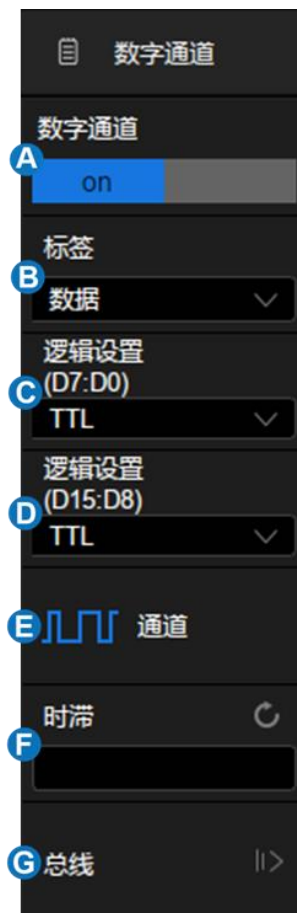 数字通道
数字通道
A
on
标签
B
数据
逻辑设置
(D7:D0)
C
TTL
逻辑设置
(D15:D8)
D
TTL
E
通道
时滞
F
G
总线